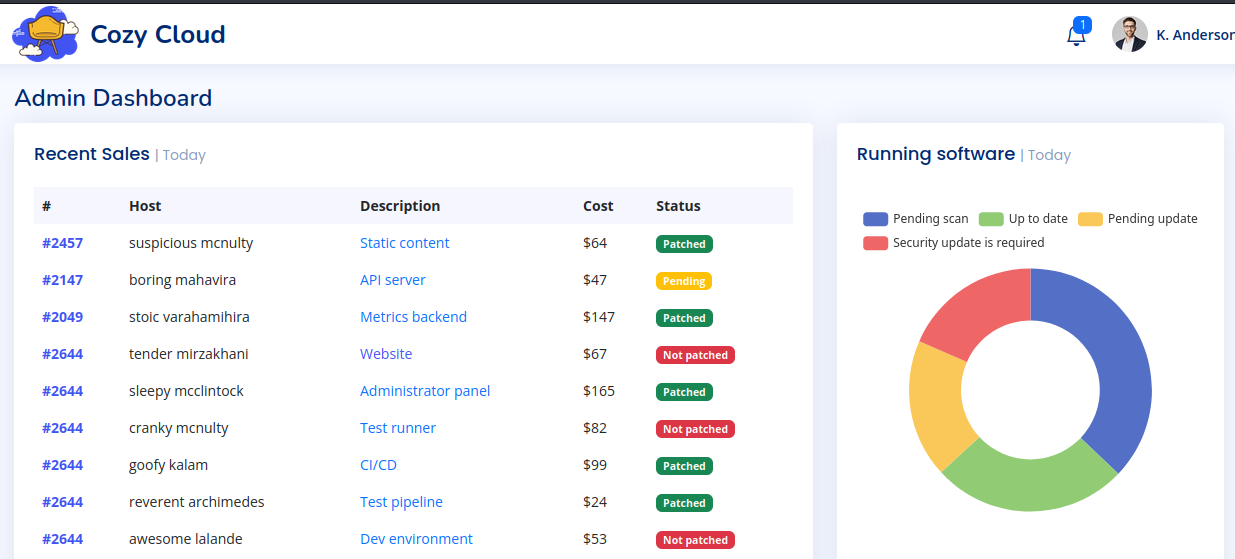 Cozy Cloud
1
K. Anderson
Admin Dashboard
Recent Sales | Today
# Host Description Cost Status
#2457 suspicious mcnulty Static content $64 Patched
#2147 boring mahavira API server $47 Pending
#2049 stoic varahamihira Metrics backend $147 Patched
#2644 tender mirzakhani Website $67 Not patched
#2644 sleepy mcclintock Administrator panel $165 Patched
#2644 cranky mcnulty Test runner $82 Not patched
#2644 goofy kalam CI/CD $99 Patched
#2644 reverent archimedes Test pipeline $24 Patched
#2644 awesome lalande Dev environment $53 Not patched
Running software | Today
Pending scan Up to date Pending update
Security update is required